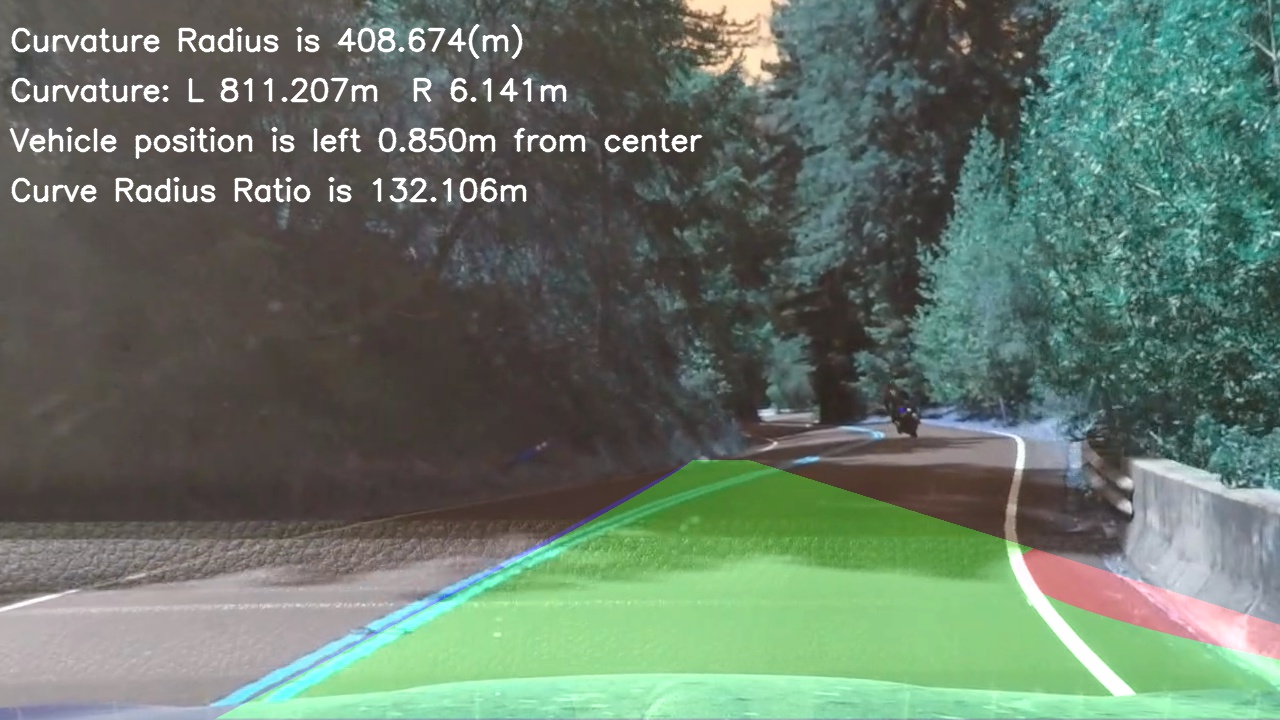 Curvature Radius is 408.674(m)
Curvature: L 811.207m R 6.141m
Vehicle position is left 0.850m from center
Curve Radius Ratio is 132.106m